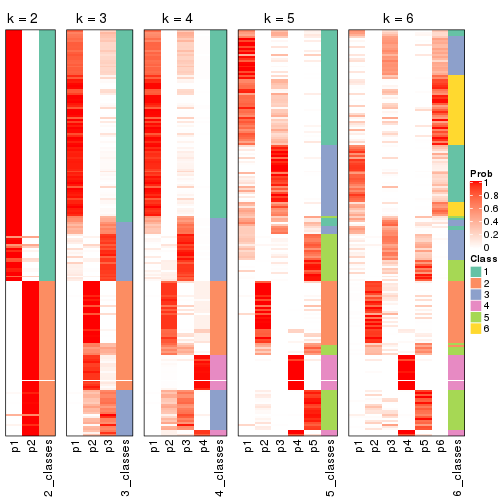 k = 2
k = 3
k = 4
k = 5
k = 6
p1
p2
2_classes
p1
p2
p3
3_classes
p1
p2
p3
p4
4_classes
p1
p2
p3
p4
p5
5_classes
p1
p2
p3
p4
p5
p6
6_classes
Prob
1
0.8
0.6
0.4
0.2
0
Class
1
2
3
4
5
6